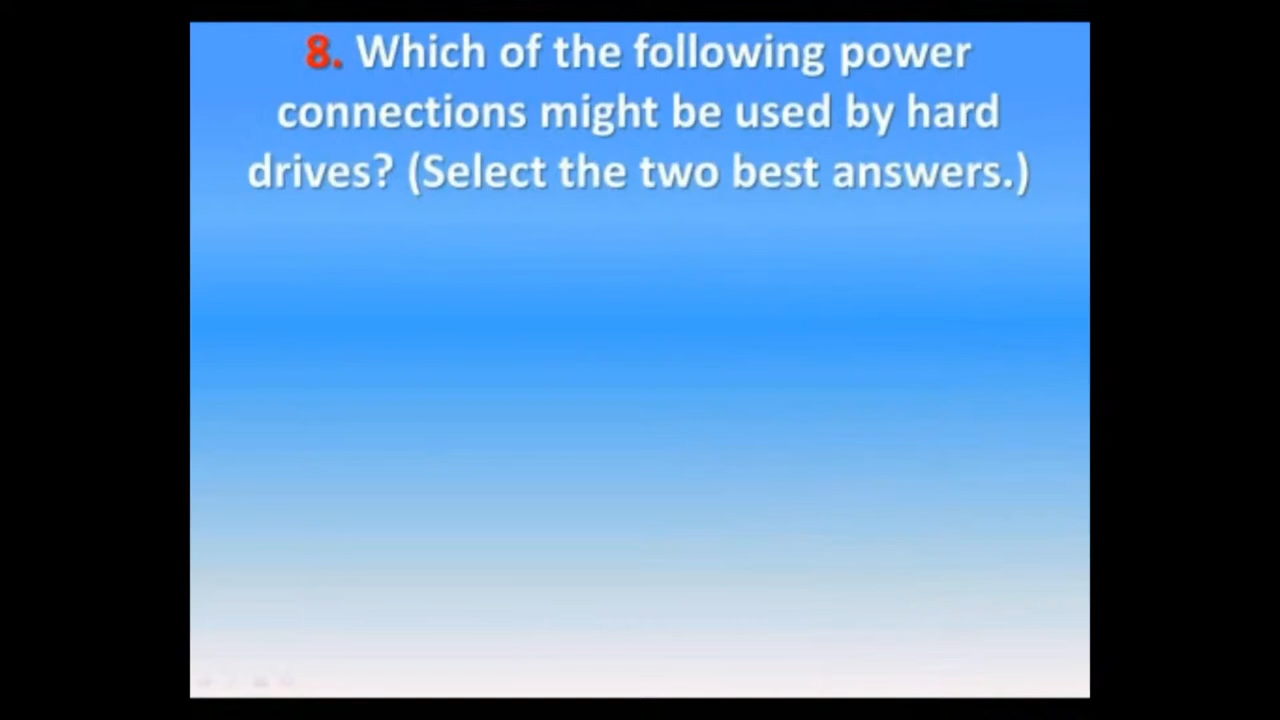 8. Which of the following power
connections might be used by hard
drives? (Select the two best answers.)